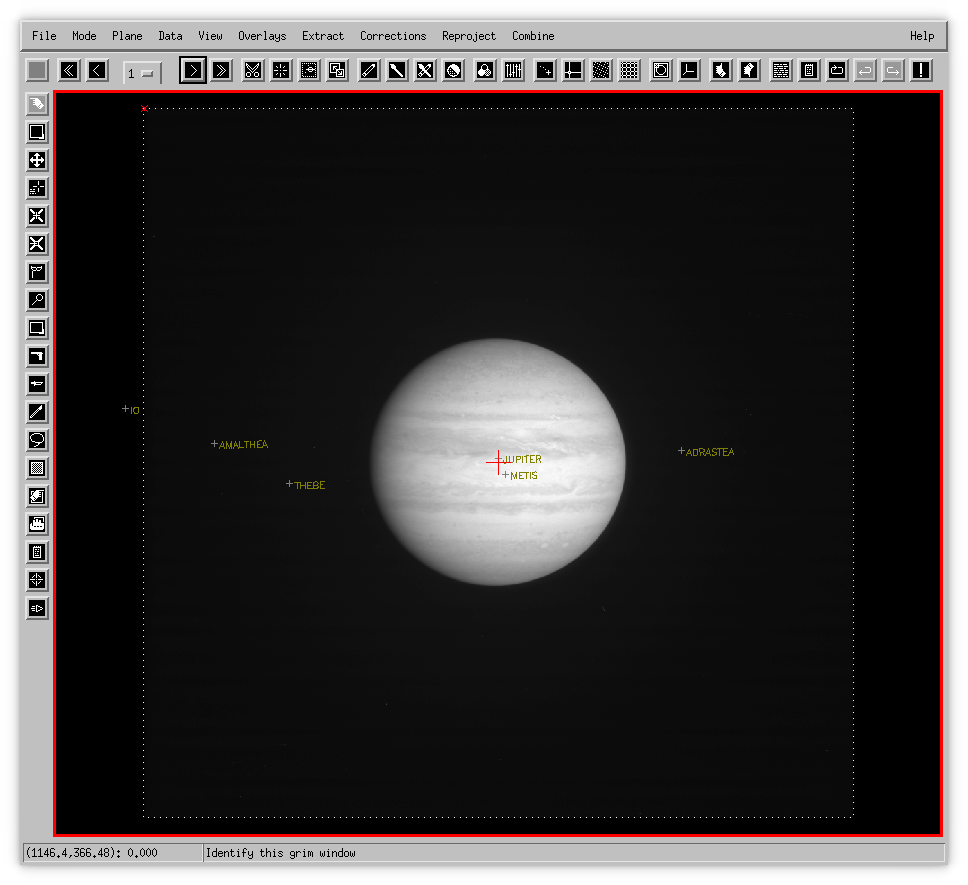 File Mode Plane Data View Overlays Extract Corrections Reproject Combine Help
1
IO
AMALTHEA
ADRASTEA
JUPITER
METIS
THEBE
(1146.4,366.48): 0.000 Identify this grim window